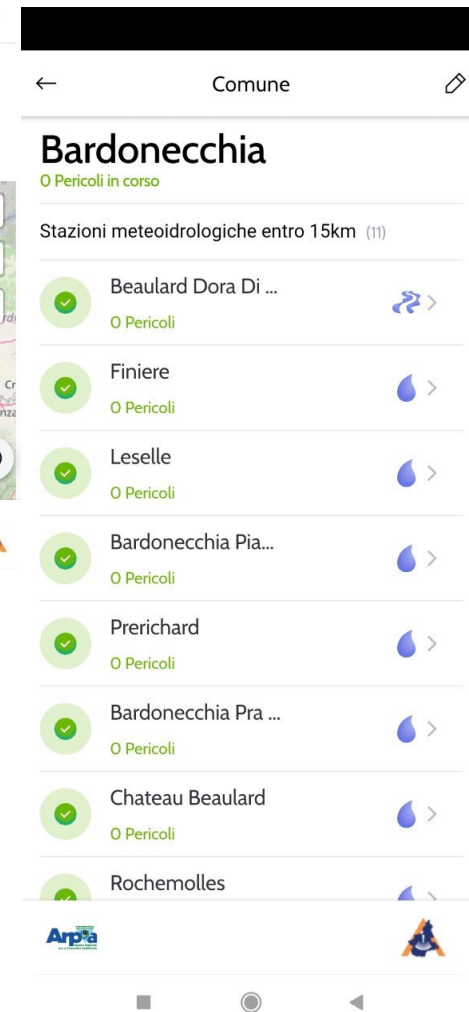 Comune
Bardonecchia
0 Pericoli in corso
Stazioni meteoidrologiche entro 15km (11)
Beaulard Dora Di ...
0 Pericoli
Finiere
0 Pericoli
Leselle
0 Pericoli
Bardonecchia Pia...
0 Pericoli
Prerichard
0 Pericoli
Bardonecchia Pra ...
0 Pericoli
Chateau Beaulard
0 Pericoli
Rochemolles
Arpa